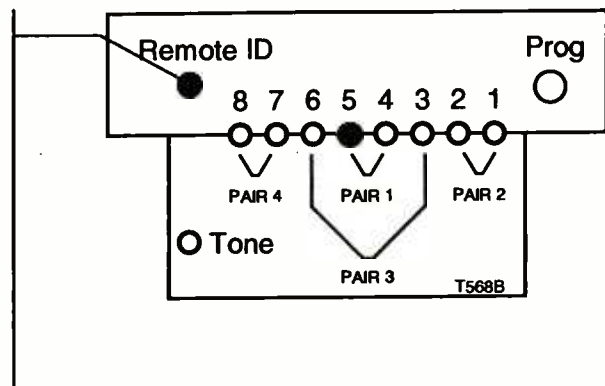 Remote ID
Prog
8 7 6 5 4 3 2 1
PAIR 4
PAIR 1
PAIR 2
Tone
PAIR 3
T568B